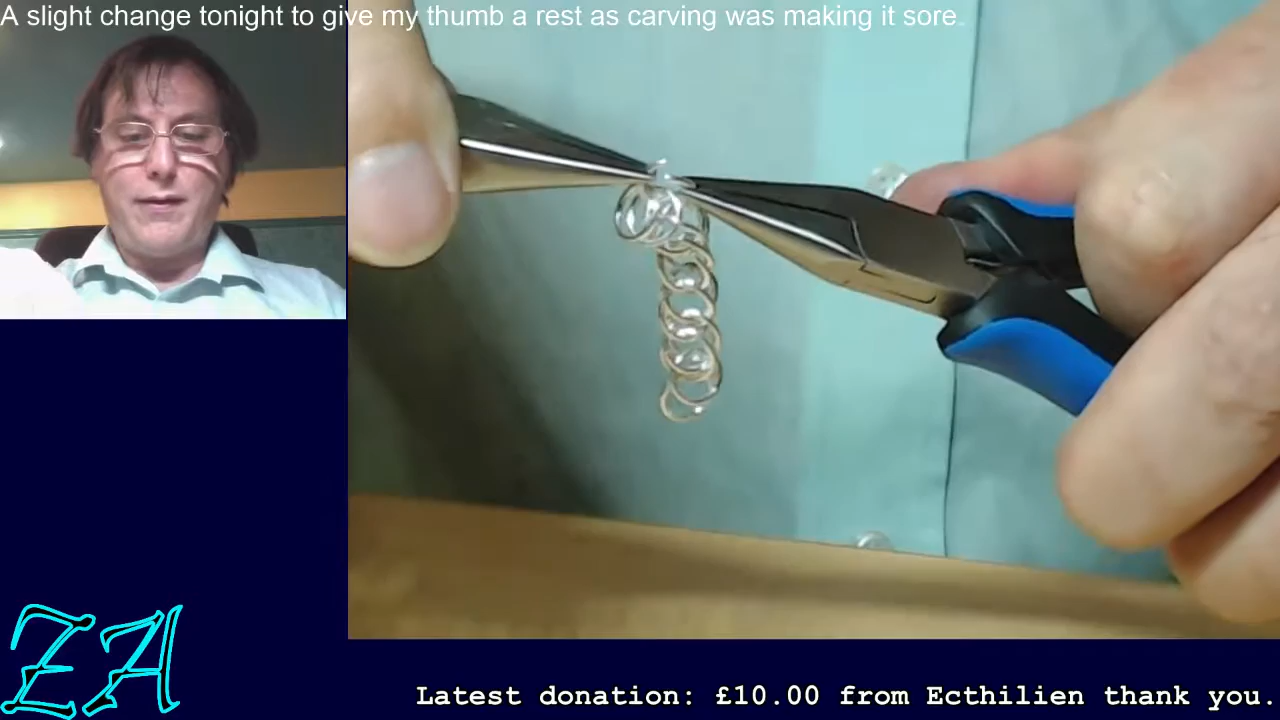 A slight change tonight to give my thumb a rest as carving was making it sore.
ZA
Latest donation: £10.00 from Ecthilien thank you.